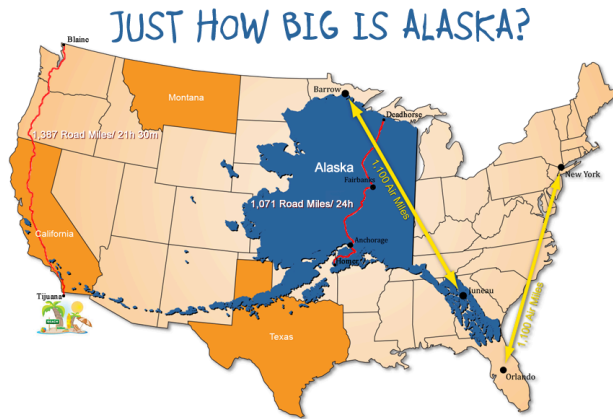 JUST HOW BIG IS ALASKA?
Blaine
Montana
Barrow
Deadhorse
1,387 Road Miles/ 21h 30m
Alaska
1,100 Air Miles
New York
Fairbanks
1,071 Road Miles/ 24h
California
Anchorage
Homer
Tijuana
Juneau
1,100 Air Miles
Texas
Orlando